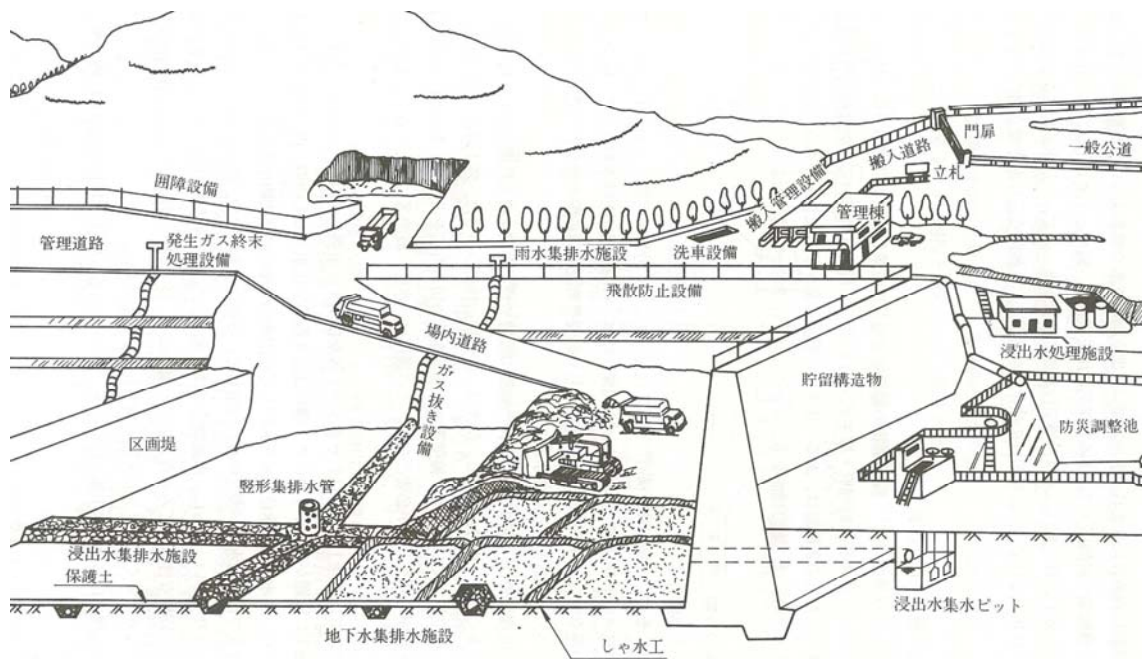 門扉
一般公道
搬入道路
立札
囲障設備
搬入管理設備
管理棟
管理道路
発生ガス終末
処理設備
雨水集排水施設
洗車設備
飛散防止設備
場内道路
浸出水処理施設
ガス抜き設備
貯留構造物
防災調整池
区画堤
竪形集排水管
浸出水集排水施設
保護土
地下水集排水施設
しゃ水工
浸出水集水ピット